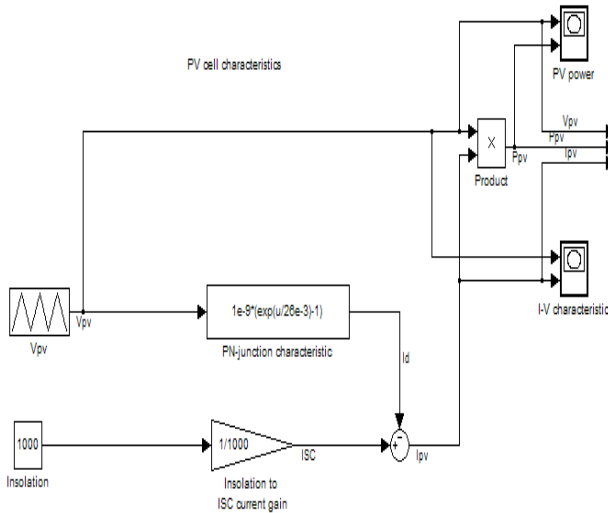 PV cell characteristics
PV power
Vpv
Ppv
Ipv
×
Ppv
Product
I-V characteristic
Vpv
Vpv
1e-9*(exp(u/26e-3)-1)
PN-junction characteristic
Id
1000
Insolation
1/1000
Insolation to
ISC current gain
ISC
+
−
Ipv